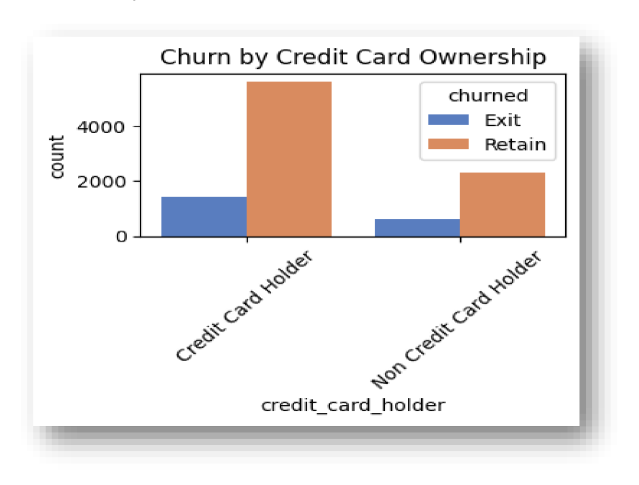 Churn by Credit Card Ownership
churned
Exit
Retain
count
4000
2000
0
Credit Card Holder
Non Credit Card Holder
credit_card_holder